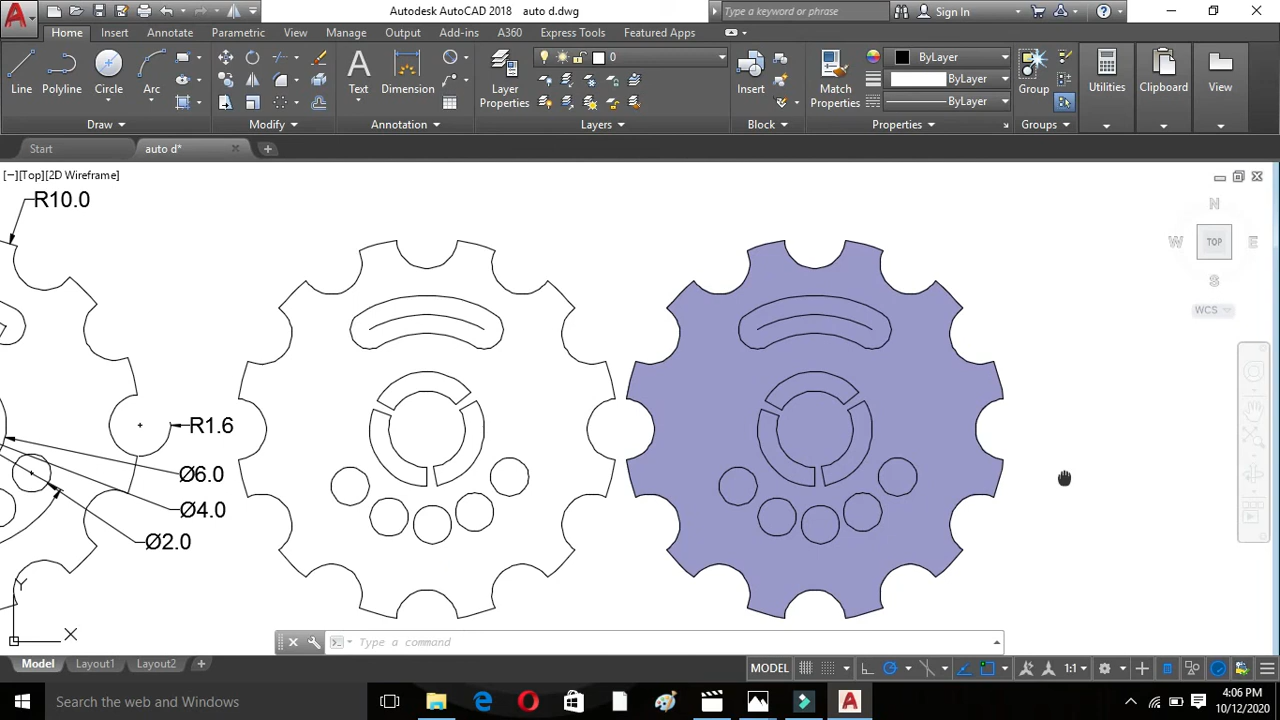 Autodesk AutoCAD 2018 auto d.dwg
Type a keyword or phrase
Sign In
Home Insert Annotate Parametric View Manage Output Add-ins A360 Express Tools Featured Apps
Line Polyline Circle Arc
Text Dimension
Layer Properties
0
Insert
Match Properties
ByLayer
ByLayer
ByLayer
Group
Utilities
Clipboard
View
Draw Modify Annotation Layers Block Properties Groups
Start auto d*
[−][Top][2D Wireframe]
R10.0
N
W TOP E
S
WCS
R1.6
Ø6.0
Ø4.0
Ø2.0
Y
X
Type a command
Model Layout1 Layout2
MODEL 1:1
Search the web and Windows
4:06 PM
10/12/2020